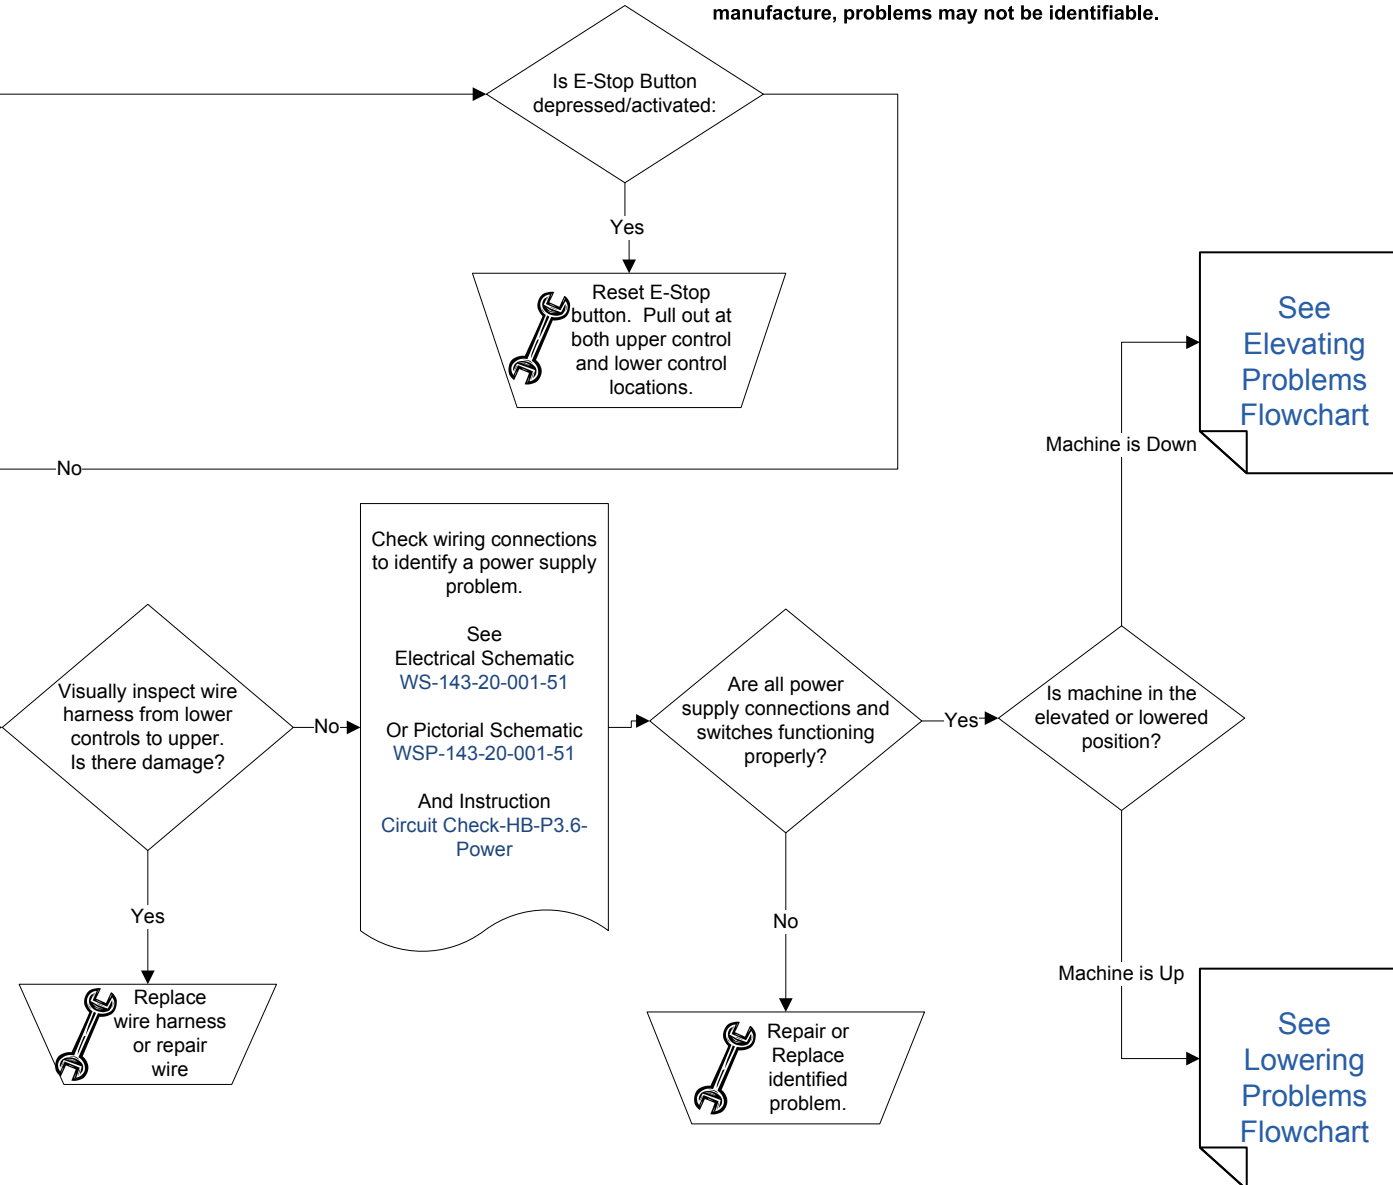 manufacture, problems may not be identifiable.
Is E-Stop Button
depressed/activated:
Yes
Reset E-Stop
button.  Pull out at
both upper control
and lower control
locations.
No
See
Elevating
Problems
Flowchart
Machine is Down
Visually inspect wire
harness from lower
controls to upper.
Is there damage?
No
Yes
Replace
wire harness
or repair
wire
Check wiring connections
to identify a power supply
problem.
See
Electrical Schematic
WS-143-20-001-51
Or Pictorial Schematic
WSP-143-20-001-51
And Instruction
Circuit Check-HB-P3.6-
Power
Are all power
supply connections and
switches functioning
properly?
Yes
No
Repair or
Replace
identified
problem.
Is machine in the
elevated or lowered
position?
Machine is Up
See
Lowering
Problems
Flowchart